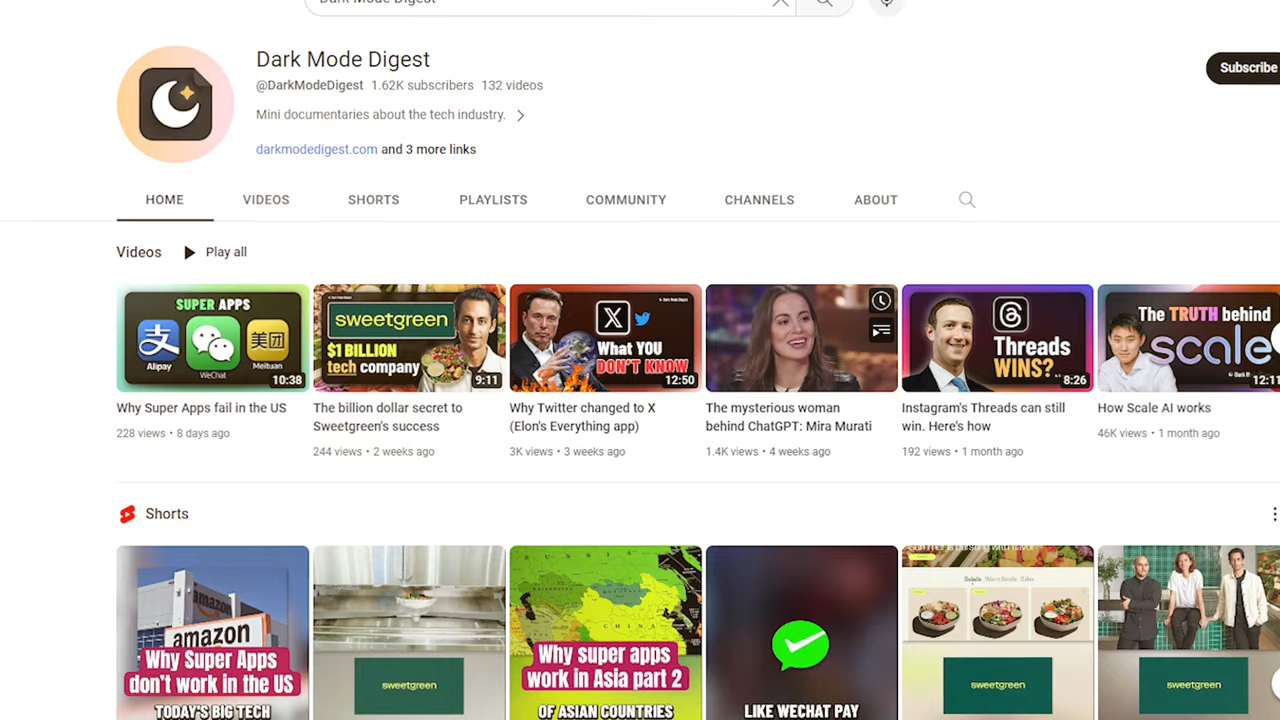 Dark Mode Digest
Dark Mode Digest
@DarkModeDigest 1.62K subscribers 132 videos
Subscribe
Mini documentaries about the tech industry.
darkmodedigest.com and 3 more links
HOME VIDEOS SHORTS PLAYLISTS COMMUNITY CHANNELS ABOUT
Videos Play all
SUPER APPS
支 美团
Alipay WeChat Meituan
10:38
sweetgreen
$1 BILLION
tech company
9:11
X
What YOU
DON'T KNOW
12:50
Threads
WINS?
8:26
The TRUTH behind
scale
12:11
Why Super Apps fail in the US
228 views • 8 days ago
The billion dollar secret to
Sweetgreen's success
244 views • 2 weeks ago
Why Twitter changed to X
(Elon's Everything app)
3K views • 3 weeks ago
The mysterious woman
behind ChatGPT: Mira Murati
1.4K views • 4 weeks ago
Instagram's Threads can still
win. Here's how
192 views • 1 month ago
How Scale AI works
46K views • 1 month ago
Shorts
amazon
amazon
Why Super Apps
don't work in the US
TODAY'S BIG TECH
sweetgreen
RUSSIA
CHINA
Why super apps
work in Asia part 2
OF ASIAN COUNTRIES
LIKE WECHAT PAY
sweetgreen
sweetgreen